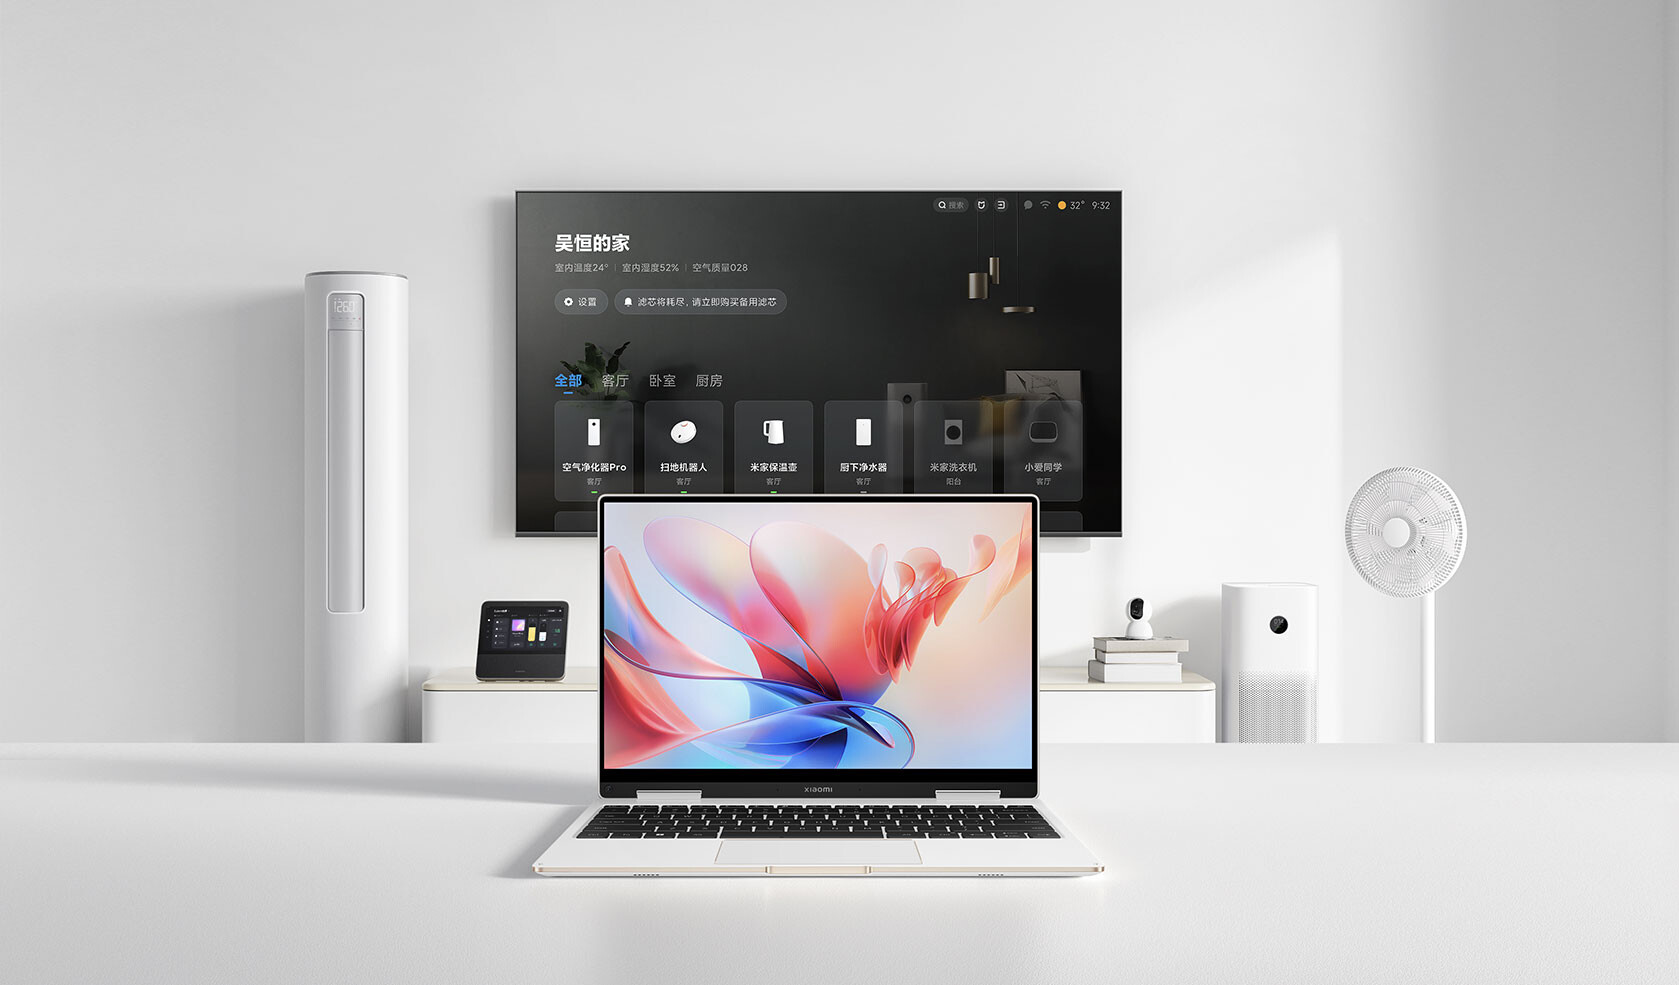 搜索
32° 9:32
吴恒的家
室内温度24° | 室内湿度52% | 空气质量028
设置
滤芯将耗尽，请立即购买备用滤芯
全部 客厅 卧室 厨房
空气净化器Pro 扫地机器人 米家保温壶 厨下净水器 米家洗衣机 小爱同学
客厅 客厅 客厅 客厅 阳台 客厅
xiaomi